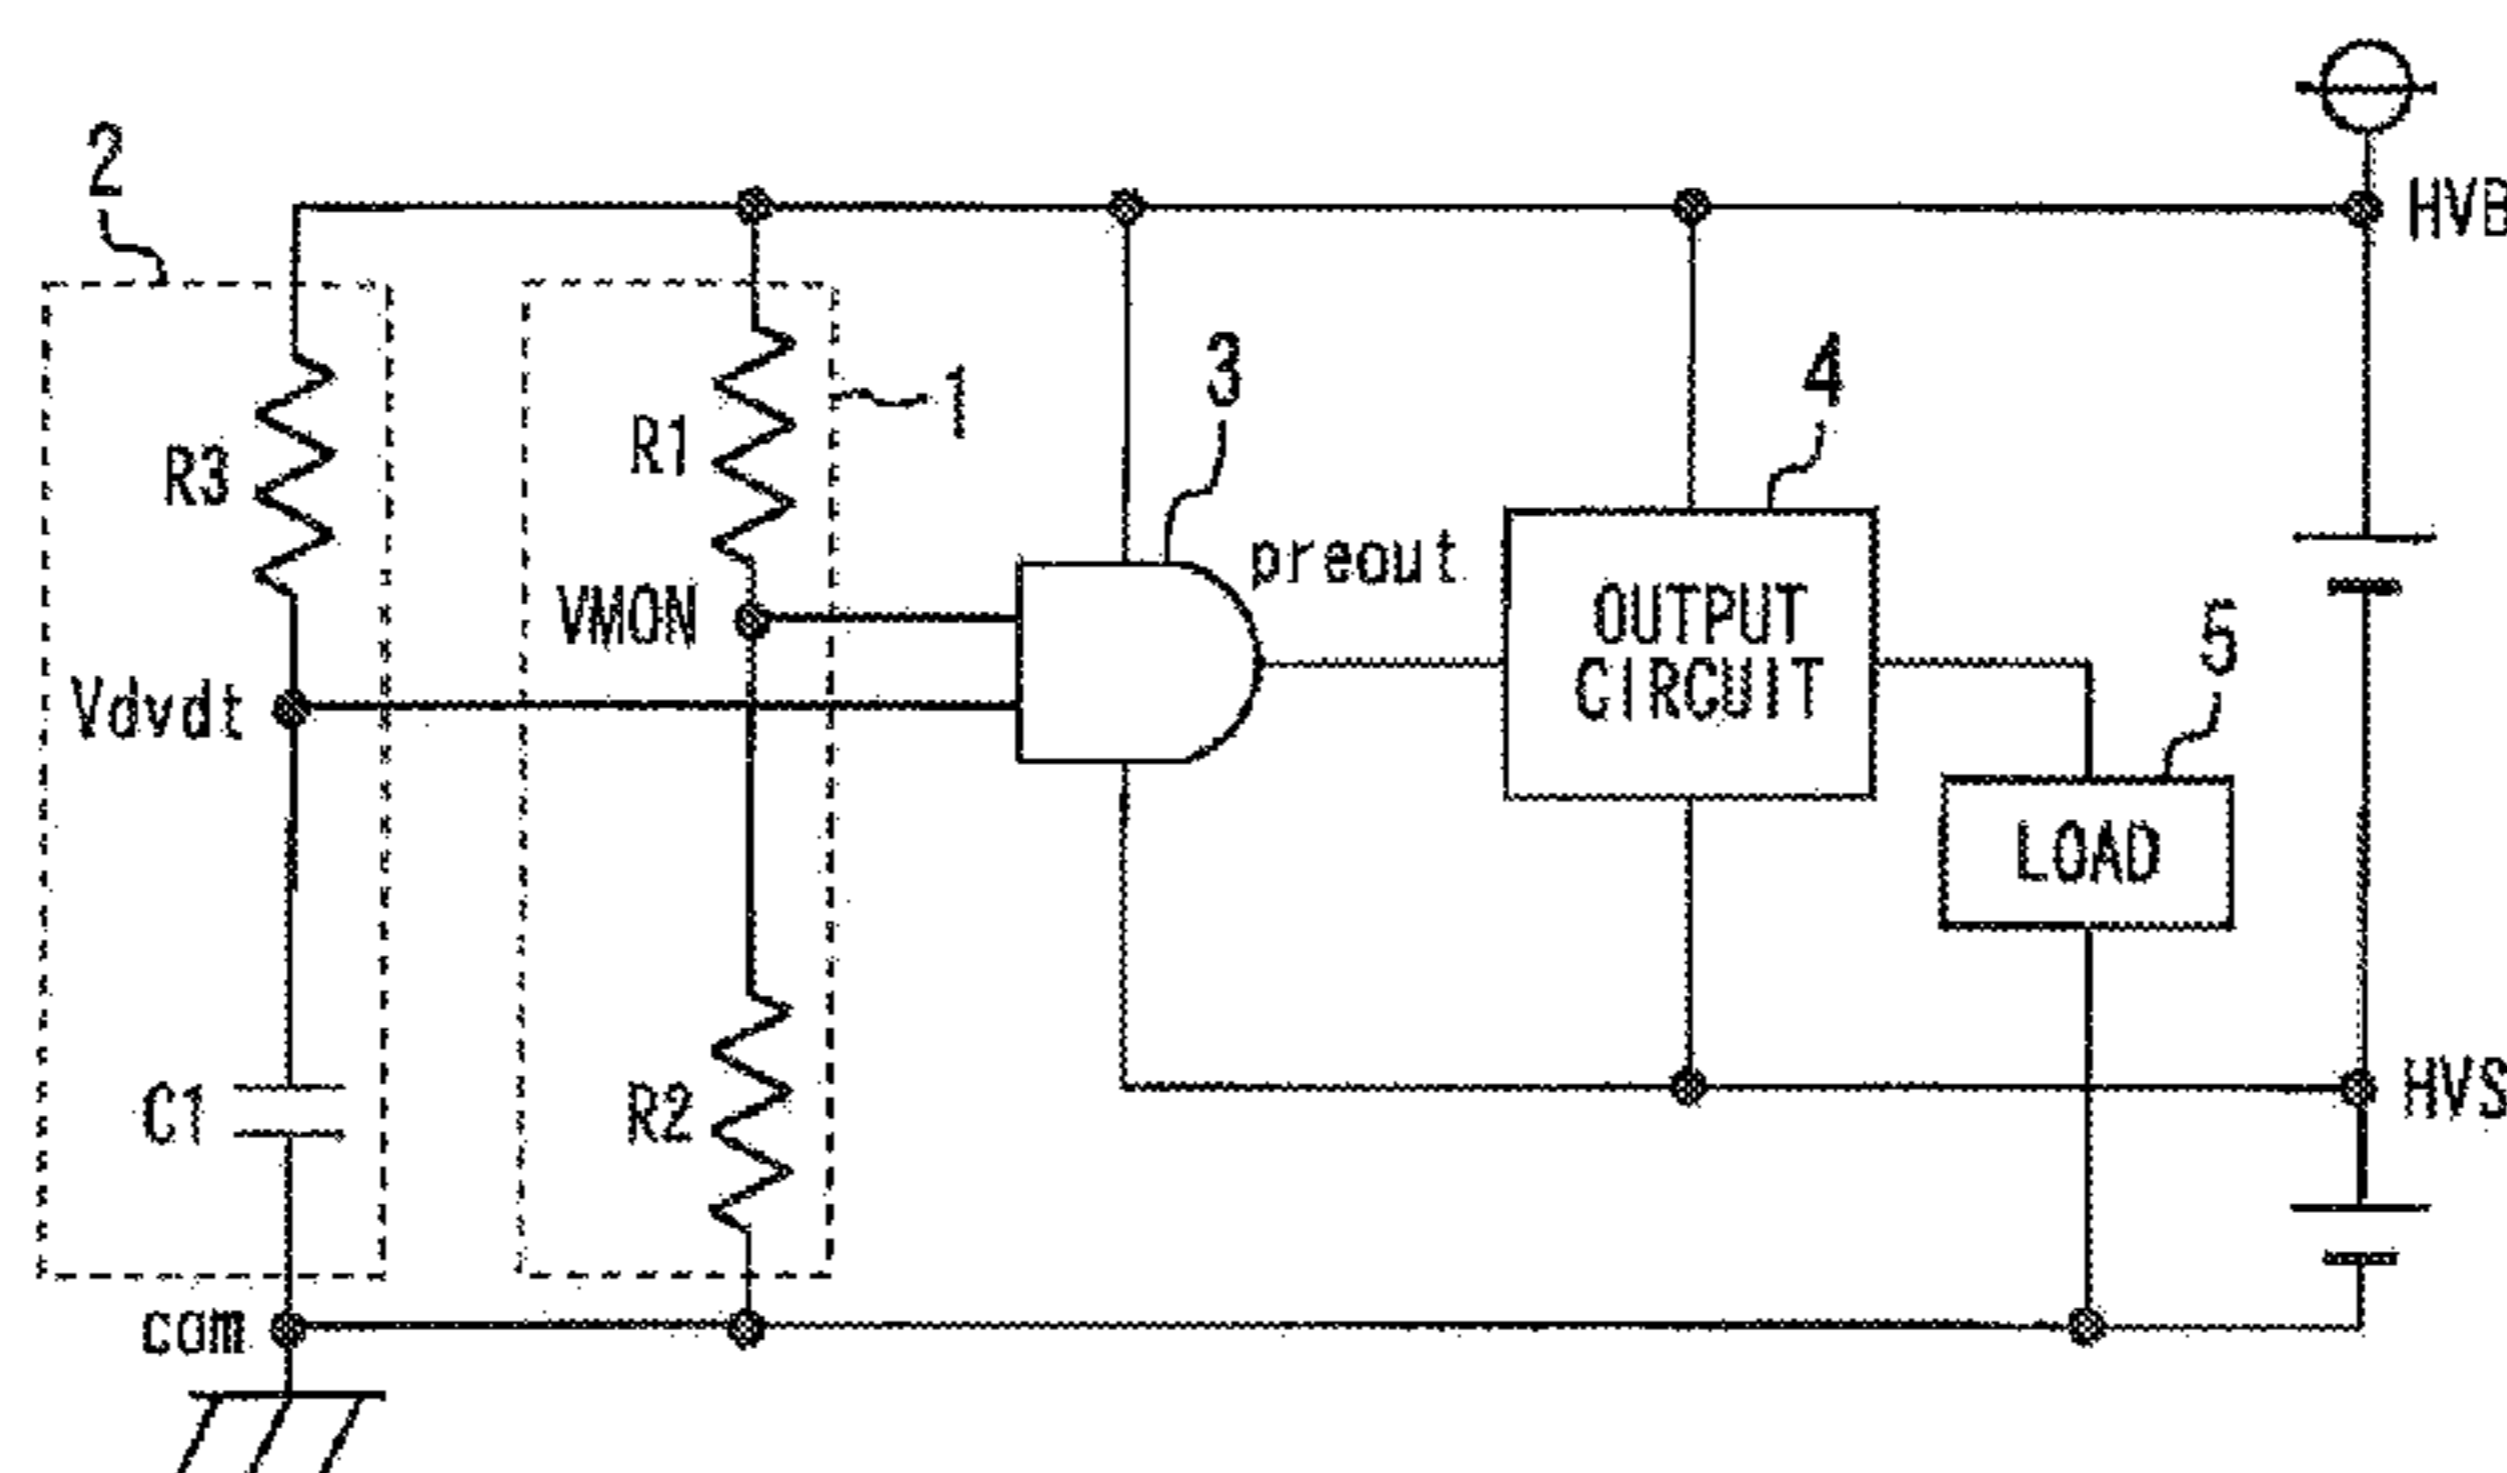 2
HVB
R3
R1
1
3
4
preout
VMON
OUTPUT
CIRCUIT
5
Vdvdt
LOAD
C1
R2
HVS
com